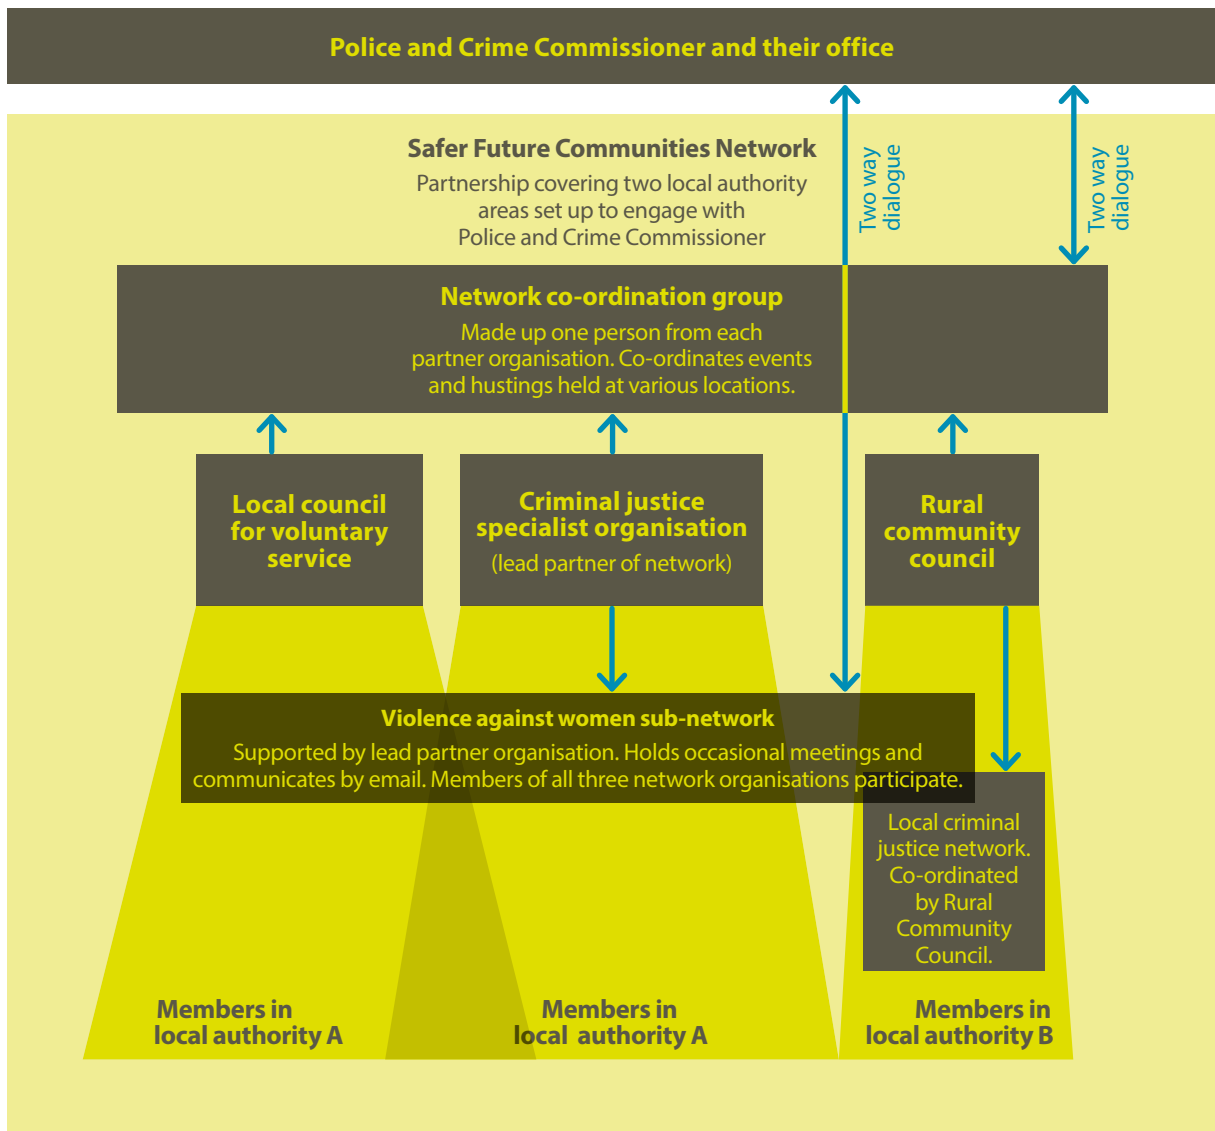 Police and Crime Commissioner and their office
Safer Future Communities Network
Partnership covering two local authority
areas set up to engage with
Police and Crime Commissioner
Two way
dialogue
Two way
dialogue
Network co-ordination group
Made up one person from each
partner organisation. Co-ordinates events
and hustings held at various locations.
Local council
for voluntary
service
Criminal justice
specialist organisation
(lead partner of network)
Rural
community
council
Violence against women sub-network
Supported by lead partner organisation. Holds occasional meetings and
communicates by email. Members of all three network organisations participate.
Local criminal
justice network.
Co-ordinated
by Rural
Community
Council.
Members in
local authority A
Members in
local authority A
Members in
local authority B